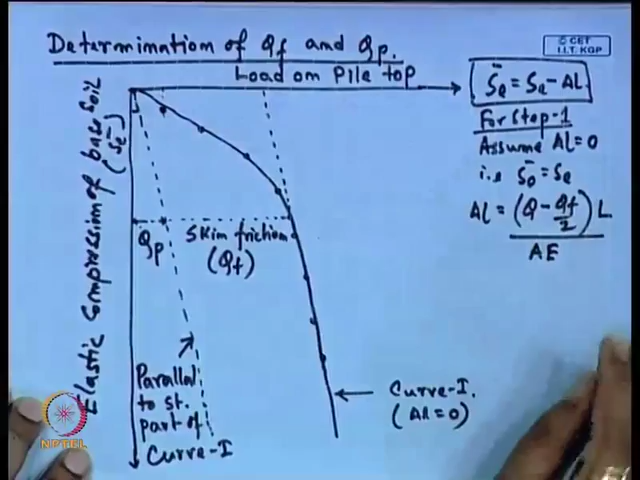 Determination of Qf and Qp.
© CET
I.I.T. KGP
Load on Pile top
S̄e = Se - Δl
For Step-1
Assume Δl=0
i.e S̄e = Se
Δl = (Q - Qf/2) L
AE
Elastic compression of base soil
(S̄e)
Qp
Skin friction
(Qf)
Parallel
to st.
part of
Curve-I
Curve-I.
(Δl=0)
NPTEL